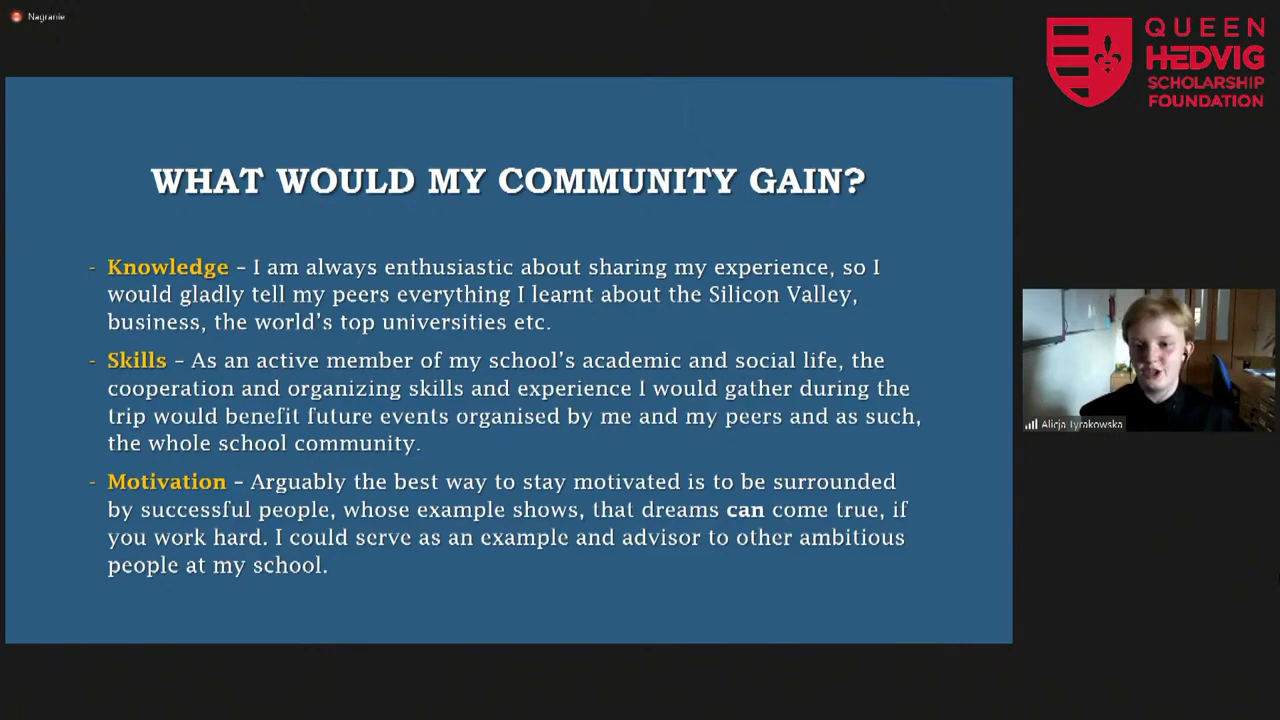 Nagranie
QUEEN
HEDVIG
SCHOLARSHIP
FOUNDATION
WHAT WOULD MY COMMUNITY GAIN?
- Knowledge – I am always enthusiastic about sharing my experience, so I
would gladly tell my peers everything I learnt about the Silicon Valley,
business, the world's top universities etc.
- Skills – As an active member of my school's academic and social life, the
cooperation and organizing skills and experience I would gather during the
trip would benefit future events organised by me and my peers and as such,
the whole school community.
- Motivation – Arguably the best way to stay motivated is to be surrounded
by successful people, whose example shows, that dreams can come true, if
you work hard. I could serve as an example and advisor to other ambitious
people at my school.
Alicja Tyrakowska